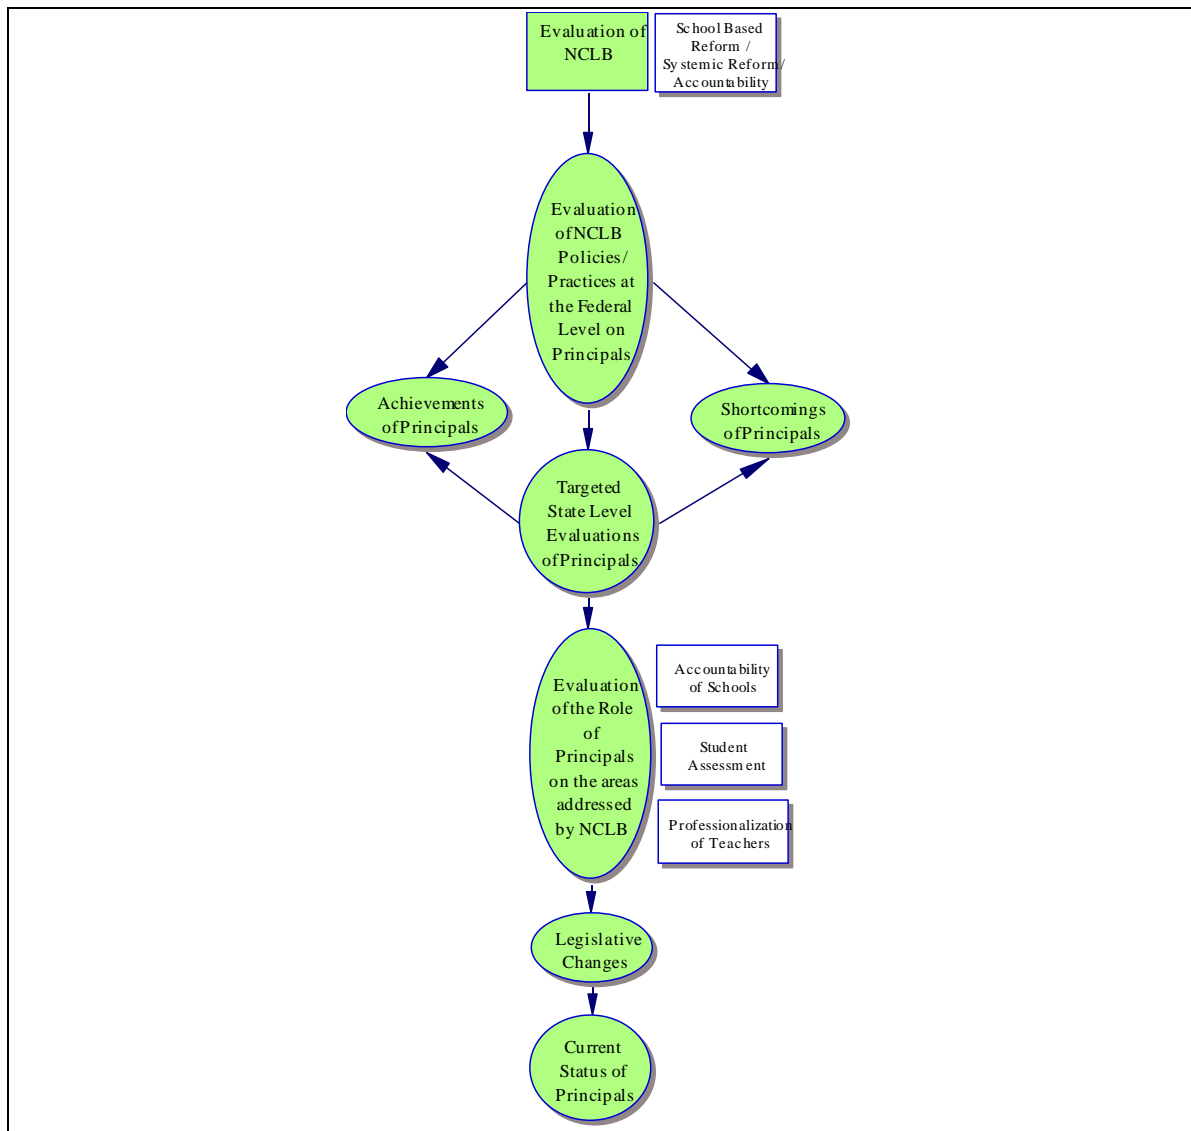 Evaluation of
NCLB
School Based
Reform /
Systemic Reform/
Accountability
Evaluation
of NCLB
Policies/
Practices at
the Federal
Level on
Principals
Achievements
of Principals
Shortcomings
of Principals
Targeted
State Level
Evaluations
of Principals
Evaluation
of the Role
of
Principals
on the areas
addressed
by NCLB
Accountability
of Schools
Student
Assessment
Professionalization
of Teachers
Legislative
Changes
Current
Status of
Principals